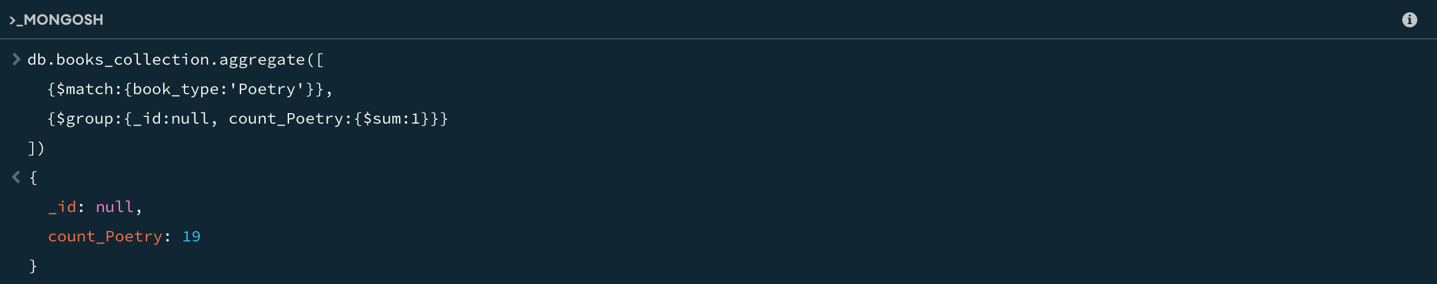 >_MONGOSH
> db.books_collection.aggregate([
{$match:{book_type:'Poetry'}},
{$group:{_id:null, count_Poetry:{$sum:1}}}
])
< {
_id: null,
count_Poetry: 19
}